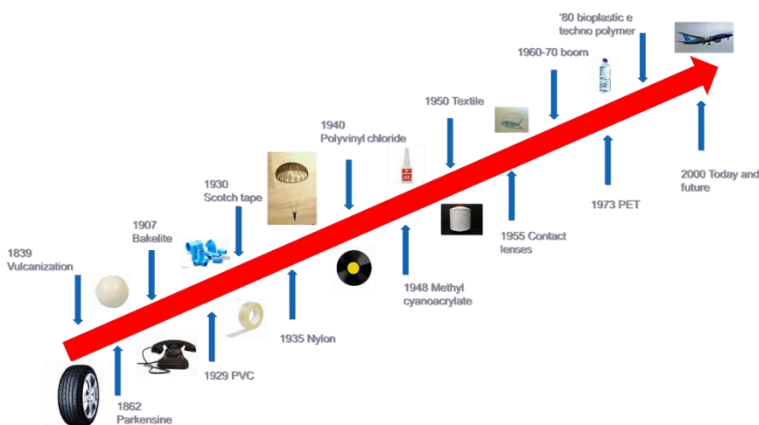 1839
Vulcanization
1862
Parkensine
1907
Bakelite
1929 PVC
1930
Scotch tape
1935 Nylon
1940
Polyvinyl chloride
1948 Methyl
cyanoacrylate
1950 Textile
1955 Contact
lenses
1960-70 boom
1973 PET
'80 bioplastic e
techno polymer
2000 Today and
future